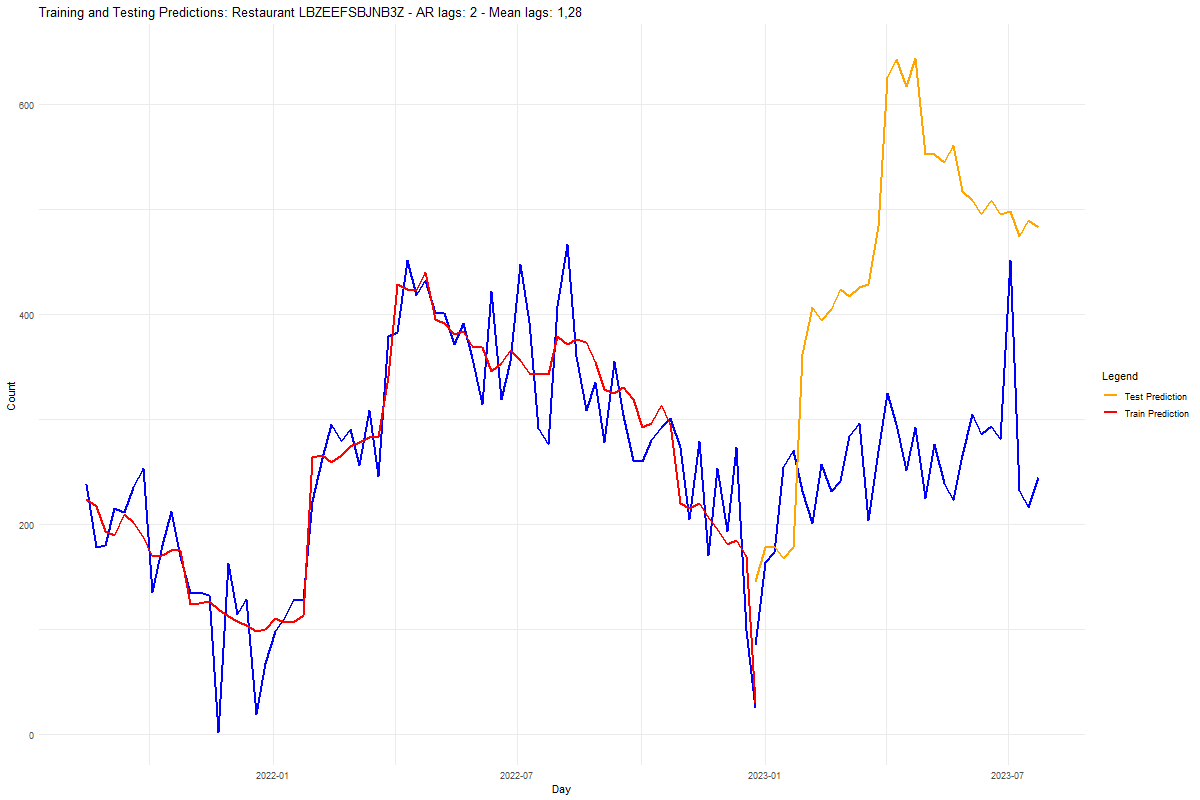 Training and Testing Predictions: Restaurant LBZEEFSBJNB3Z - AR lags: 2 - Mean lags: 1,28
Count
600
400
200
0
Legend
Test Prediction
Train Prediction
2022-01
2022-07
2023-01
2023-07
Day